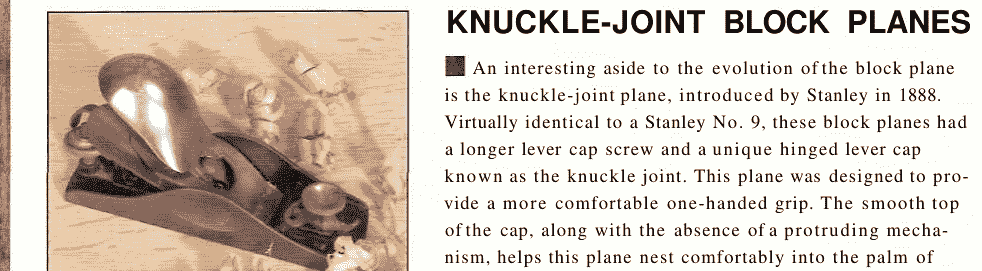 KNUCKLE-JOINT BLOCK PLANES
An interesting aside to the evolution of the block plane
is the knuckle-joint plane, introduced by Stanley in 1888.
Virtually identical to a Stanley No. 9, these block planes had
a longer lever cap screw and a unique hinged lever cap
known as the knuckle joint. This plane was designed to pro-
vide a more comfortable one-handed grip. The smooth top
of the cap, along with the absence of a protruding mecha-
nism, helps this plane nest comfortably into the palm of